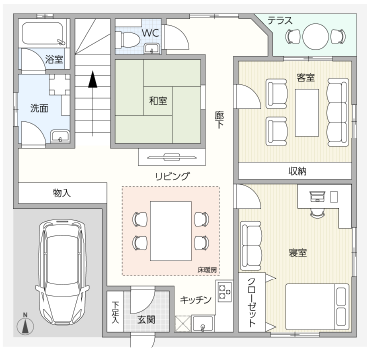 テラス
WC
浴室
客室
和室
洗面
廊下
収納
リビング
物入
寝室
床暖房
クローゼット
キッチン
下足入
玄関
N